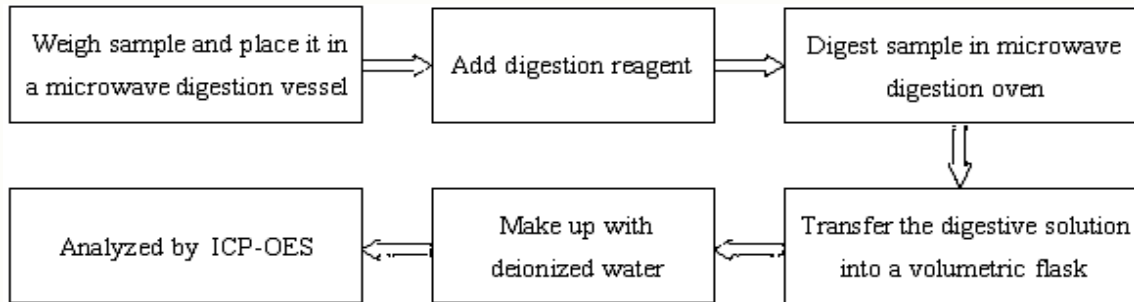 Weigh sample and place it in
a microwave digestion vessel
Add digestion reagent
Digest sample in microwave
digestion oven
Transfer the digestive solution
into a volumetric flask
Make up with
deionized water
Analyzed by ICP-OES